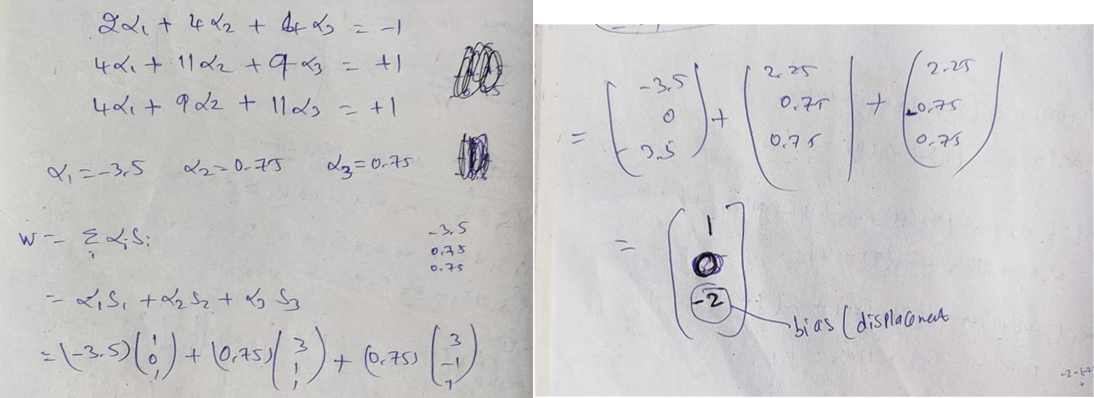 2α₁ + 4α₂ + 4α₃ = -1
4α₁ + 11α₂ + 9α₃ = +1
4α₁ + 9α₂ + 11α₃ = +1
α₁ = -3.5 α₂ = 0.75 α₃ = 0.75
W = Σᵢ αᵢSᵢ
-3.5
0.75
0.75
= α₁S₁ + α₂S₂ + α₃S₃
= (-3.5)(1 0 1) + (0.75)(3 1 1) + (0.75)(3 -1 1)
= (-3.5 0 -3.5) + (2.25 0.75 0.75) + (2.25 -0.75 0.75)
= (1 0 -2)
bias (displacment